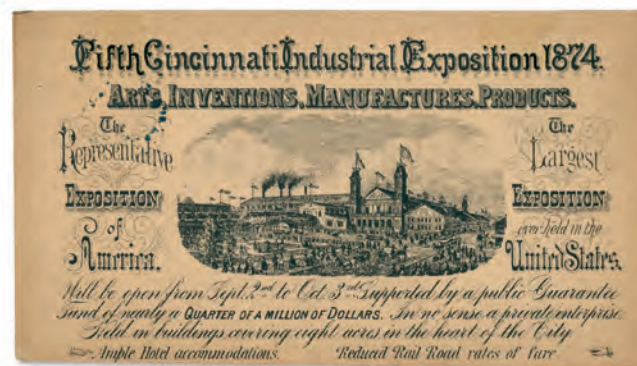 Fifth Cincinnati Industrial Exposition 1874.
ARTS, INVENTIONS, MANUFACTURES, PRODUCTS.
The
Representative
EXPOSITION
of
America.
The
Largest
EXPOSITION
ever held in the
United States.
Will be open from Sept. 2nd to Oct. 3rd Supported by a public Guarantee
Fund of nearly a QUARTER OF A MILLION OF DOLLARS. In no sense a private enterprise
Held in buildings covering eight acres, in the heart of the City
Ample Hotel accommodations. Reduced Rail Road rates of fare.